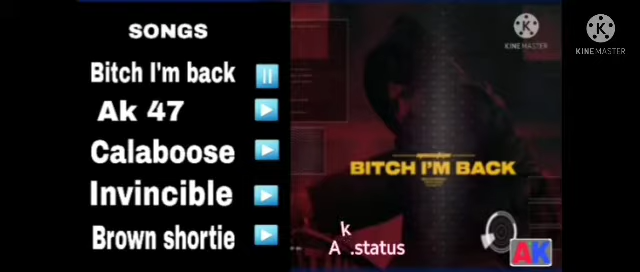 SONGS
Bitch I'm back
Ak 47
Calaboose
Invincible
Brown shortie
KINEMASTER
KINEMASTER
BITCH I'M BACK
k
A .status
AK